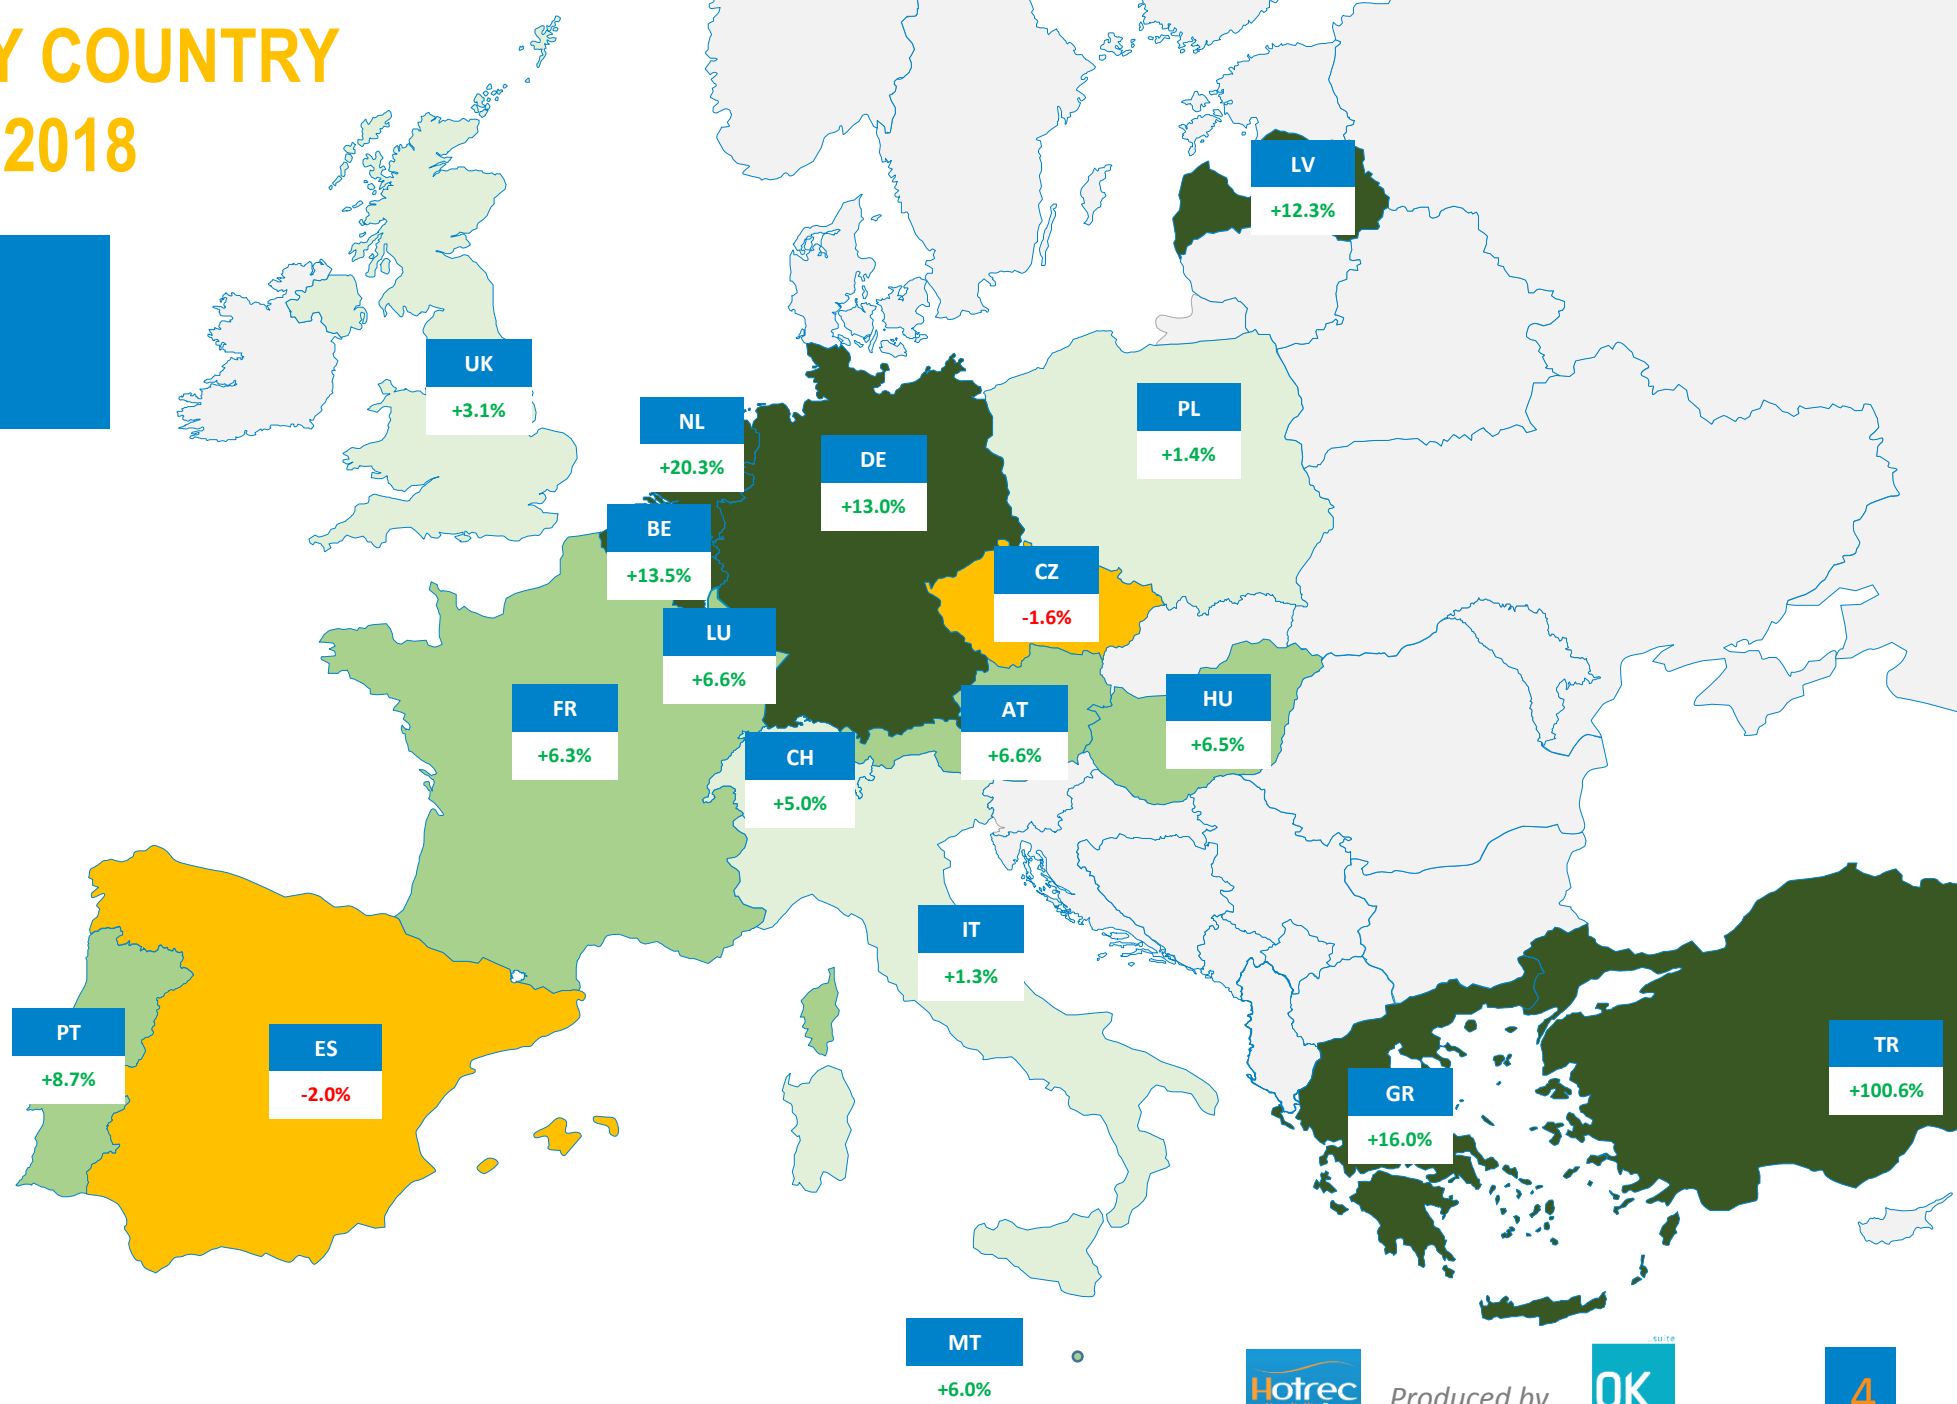 Y COUNTRY
2018
LV
+12.3%
UK
+3.1%
NL
+20.3%
PL
+1.4%
DE
+13.0%
BE
+13.5%
CZ
-1.6%
LU
+6.6%
FR
+6.3%
AT
+6.6%
HU
+6.5%
CH
+5.0%
IT
+1.3%
PT
+8.7%
ES
-2.0%
TR
+100.6%
GR
+16.0%
MT
+6.0%
Hotrec
Produced by
suite
OK
4